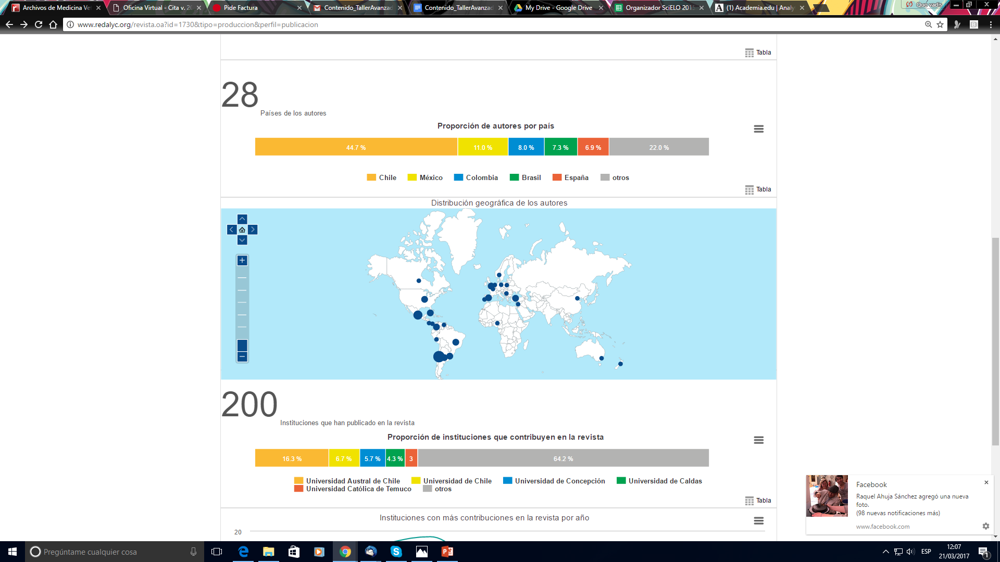 Archivos de Medicina Ve
Oficina Virtual - Cita v. 20
Pide Factura
Contenido_TallerAvanzad
Contenido_TallerAvanzad
My Drive - Google Drive
Organizador SciELO 2015
(1) Academia.edu | Analy
Quo vadis
www.redalyc.org/revista.oa?id=1730&tipo=produccion&perfil=publicacion
Tabla
28
Países de los autores
Proporción de autores por país
44.7 %
11.0 %
8.0 %
7.3 %
6.9 %
22.0 %
Chile
México
Colombia
Brasil
España
otros
Tabla
Distribución geográfica de los autores
200
Instituciones que han publicado en la revista
Proporción de instituciones que contribuyen en la revista
16.3 %
6.7 %
5.7 %
4.3 %
3
64.2 %
Universidad Austral de Chile
Universidad de Chile
Universidad de Concepción
Universidad de Caldas
Universidad Católica de Temuco
otros
Tabla
Instituciones con más contribuciones en la revista por año
20
Facebook
Raquel Ahuja Sánchez agregó una nueva
foto.
(98 nuevas notificaciones más)
www.facebook.com
Pregúntame cualquier cosa
ESP
12:07
21/03/2017
1